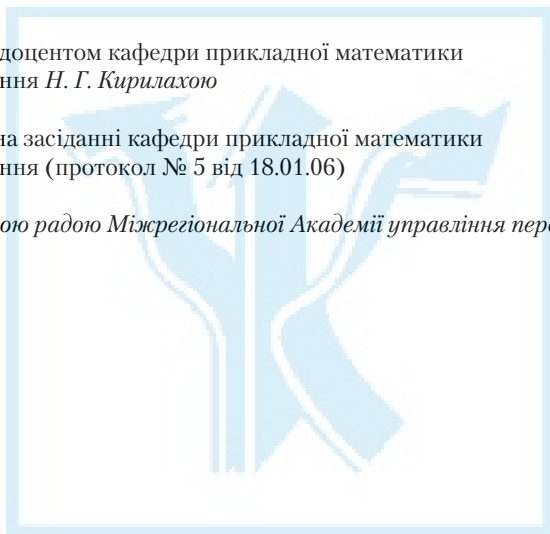 доцентом кафедри прикладної математики
ння Н. Г. Кирилахою
на засіданні кафедри прикладної математики
ння (протокол № 5 від 18.01.06)
ою радою Міжрегіональної Академії управління перс